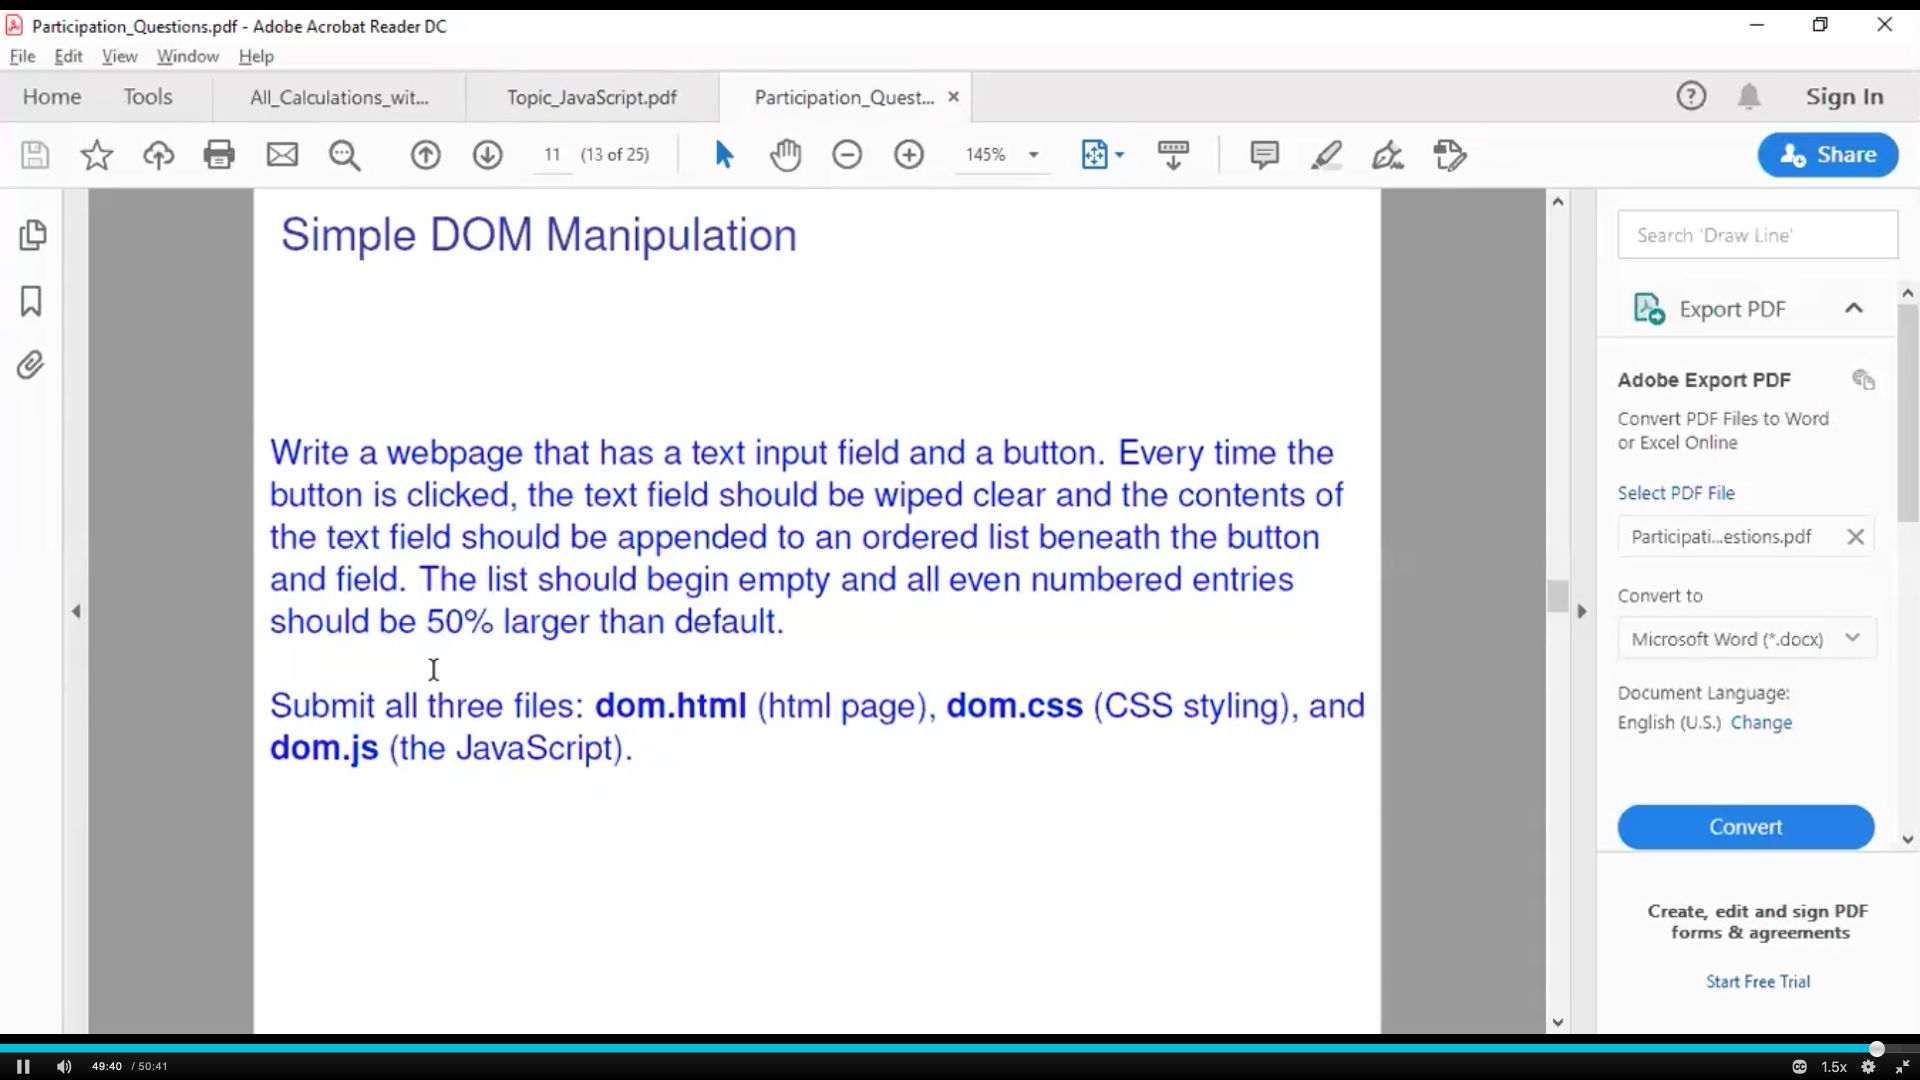 Participation_Questions.pdf - Adobe Acrobat Reader DC
File Edit View Window Help
Home Tools All_Calculations_wit... Topic_JavaScript.pdf Participation_Quest... Sign In
11 (13 of 25) 145% Share
Simple DOM Manipulation
Write a webpage that has a text input field and a button. Every time the
button is clicked, the text field should be wiped clear and the contents of
the text field should be appended to an ordered list beneath the button
and field. The list should begin empty and all even numbered entries
should be 50% larger than default.
Submit all three files: dom.html (html page), dom.css (CSS styling), and
dom.js (the JavaScript).
Search 'Draw Line'
Export PDF
Adobe Export PDF
Convert PDF Files to Word
or Excel Online
Select PDF File
Participati...estions.pdf
Convert to
Microsoft Word (*.docx)
Document Language:
English (U.S.) Change
Convert
Create, edit and sign PDF
forms & agreements
Start Free Trial
49:40 / 50:41 CC 1.5x